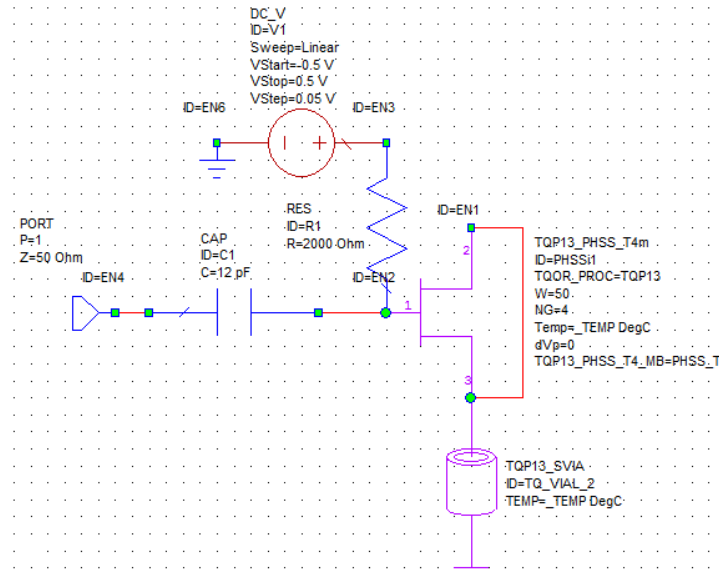 DC_V
ID=V1
Sweep=Linear
VStart=-0.5 V
VStop=0.5 V
VStep=0.05 V
ID=EN6
ID=EN3
PORT
P=1
Z=50 Ohm
ID=EN4
CAP
ID=C1
C=12 pF
RES
ID=R1
R=2000 Ohm
ID=EN2
ID=EN1
2
1
3
TQP13_PHSS_T4m
ID=PHSSi1
TQOR_PROC=TQP13
W=50
NG=4
Temp=_TEMP DegC
dVp=0
TQP13_PHSS_T4_MB=PHSS_T
TQP13_SVIA
ID=TQ_VIAL_2
TEMP=_TEMP DegC